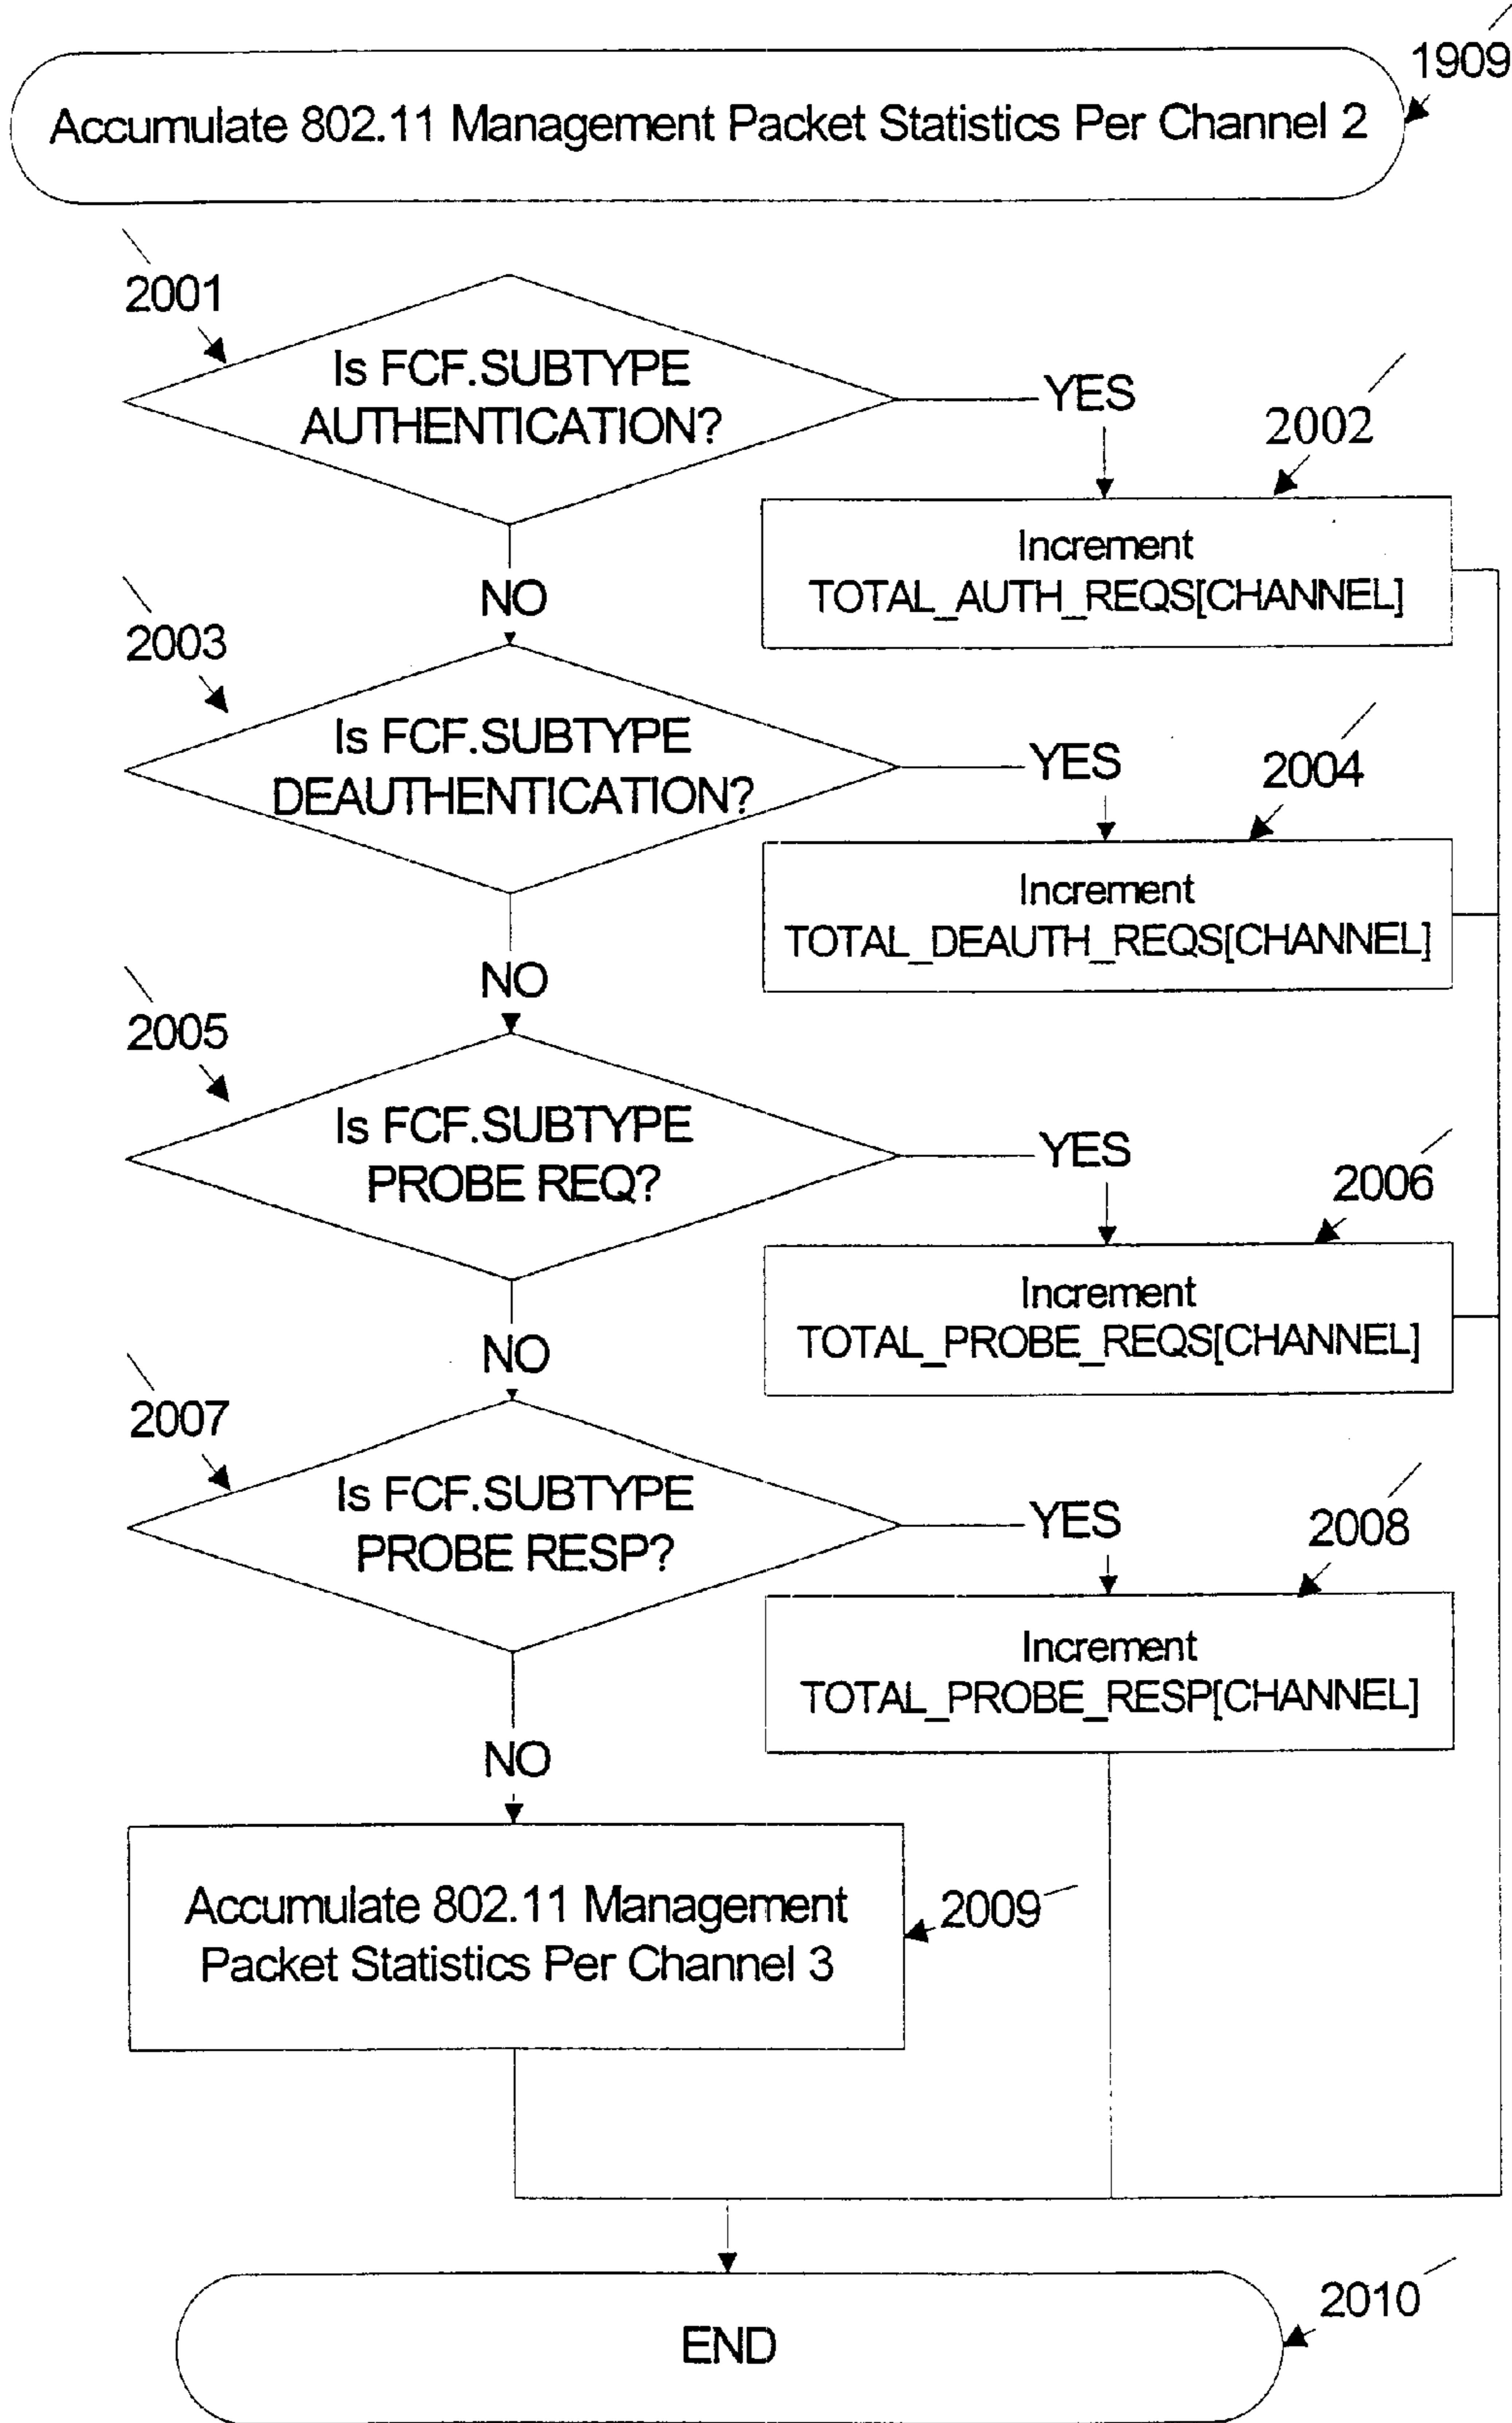 1909
Accumulate 802.11 Management Packet Statistics Per Channel 2
2001
Is FCF.SUBTYPE
AUTHENTICATION?
YES
2002
Increment
TOTAL_AUTH_REQS[CHANNEL]
NO
2003
Is FCF.SUBTYPE
DEAUTHENTICATION?
YES
2004
Increment
TOTAL_DEAUTH_REQS[CHANNEL]
NO
2005
Is FCF.SUBTYPE
PROBE REQ?
YES
2006
Increment
TOTAL_PROBE_REQS[CHANNEL]
NO
2007
Is FCF.SUBTYPE
PROBE RESP?
YES
2008
Increment
TOTAL_PROBE_RESP[CHANNEL]
NO
Accumulate 802.11 Management
Packet Statistics Per Channel 3
2009
2010
END